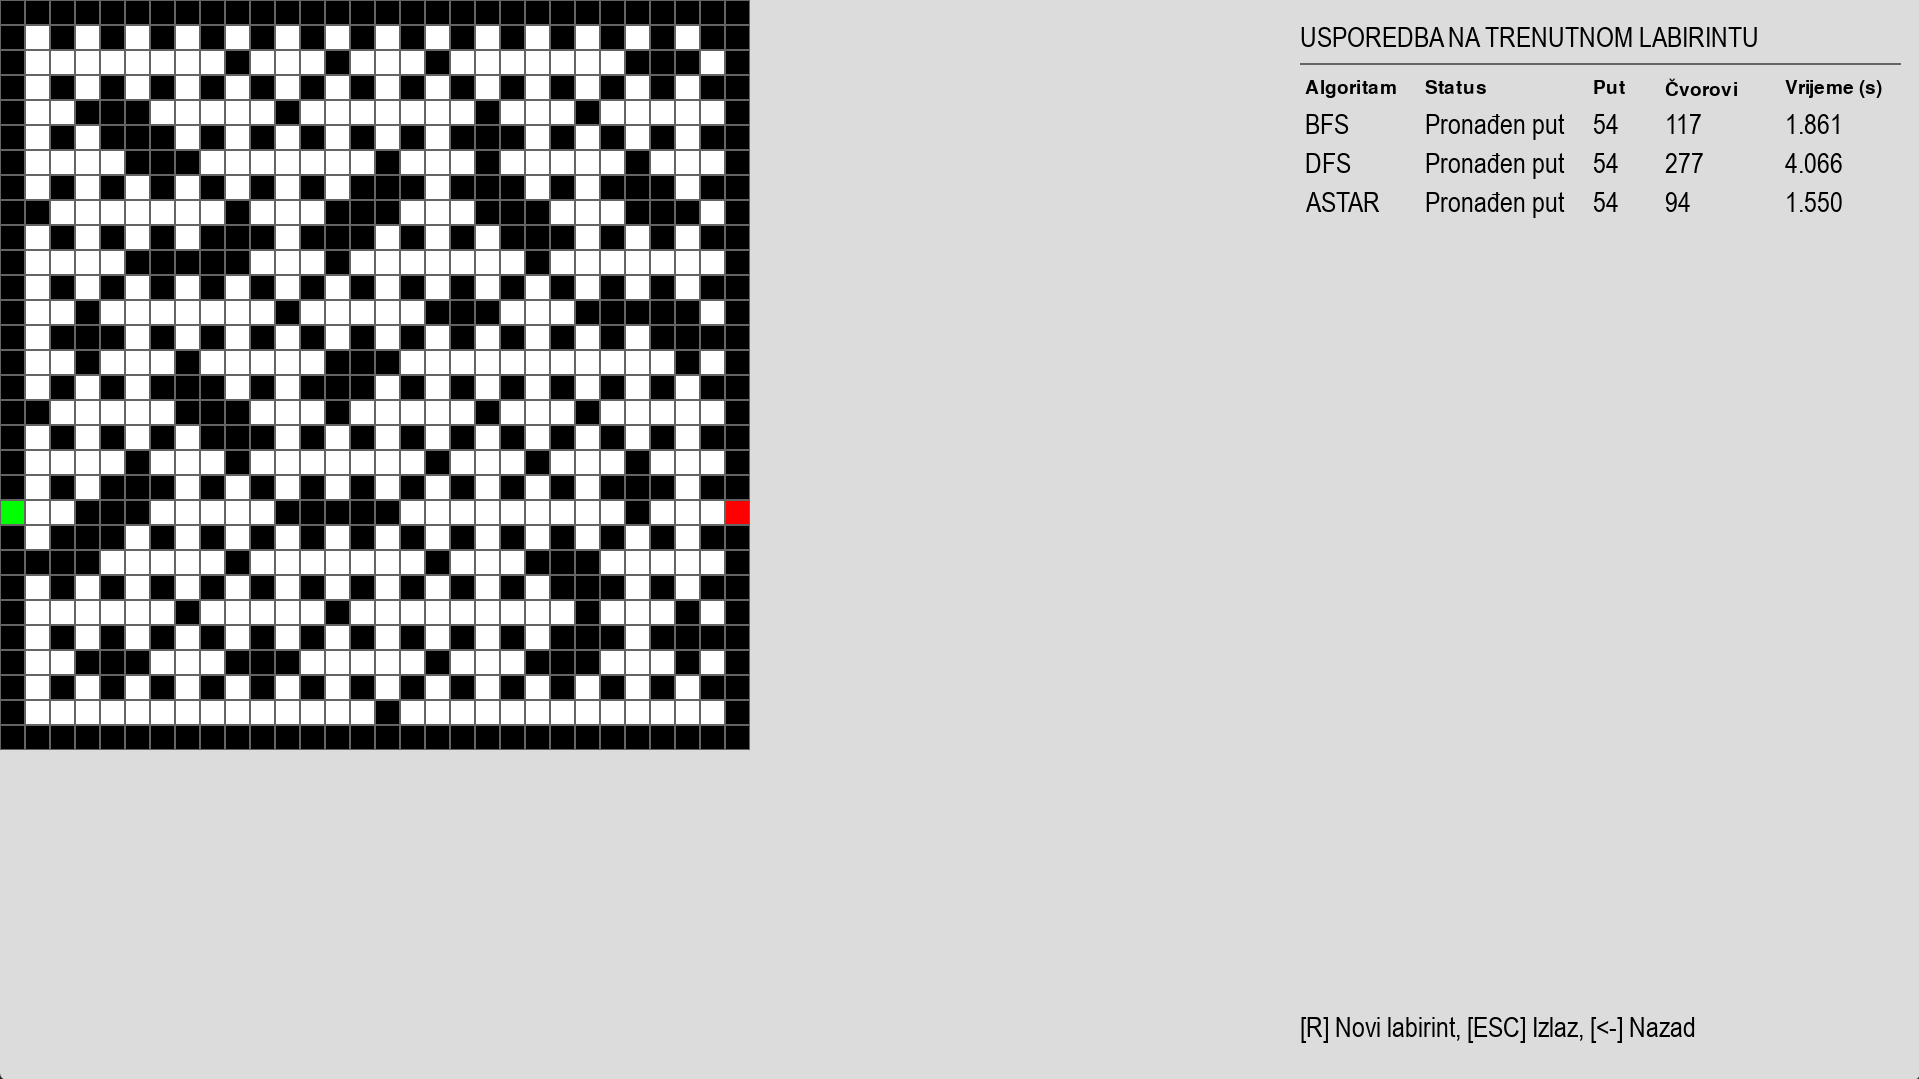 USPOREDBA NA TRENUTNOM LABIRINTU
Algoritam Status Put Čvorovi Vrijeme (s)
BFS Pronađen put 54 117 1.861
DFS Pronađen put 54 277 4.066
ASTAR Pronađen put 54 94 1.550
[R] Novi labirint, [ESC] Izlaz, [<-] Nazad